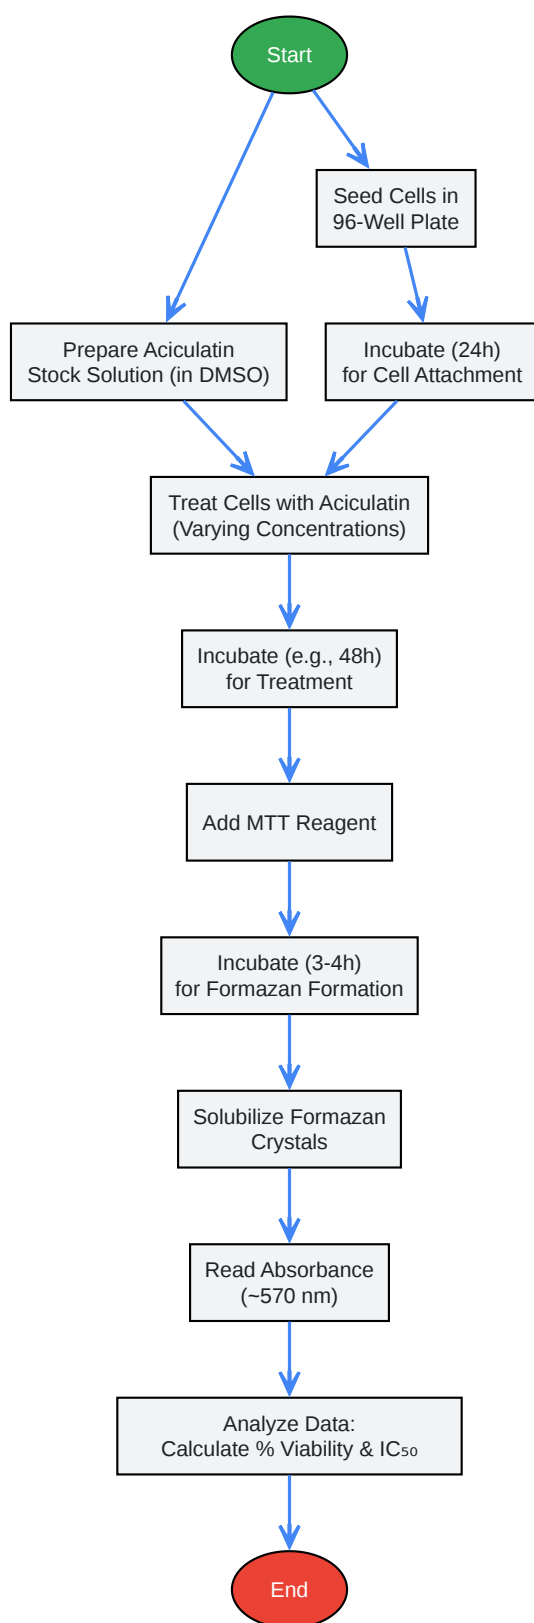 Start
Seed Cells in
96-Well Plate
Prepare Aciculatin
Stock Solution (in DMSO)
Incubate (24h)
for Cell Attachment
Treat Cells with Aciculatin
(Varying Concentrations)
Incubate (e.g., 48h)
for Treatment
Add MTT Reagent
Incubate (3-4h)
for Formazan Formation
Solubilize Formazan
Crystals
Read Absorbance
(~570 nm)
Analyze Data:
Calculate % Viability & IC₅₀
End